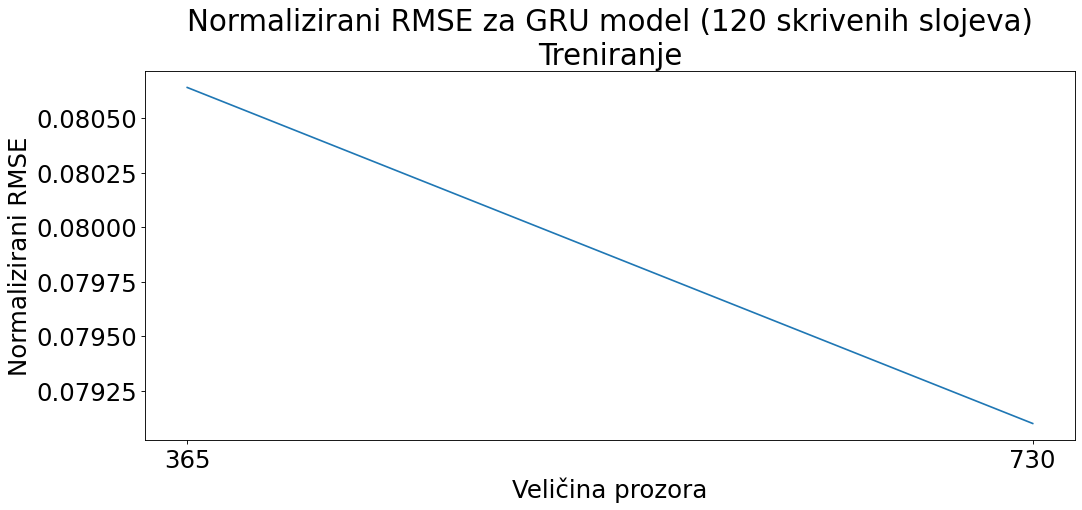 Normalizirani RMSE za GRU model (120 skrivenih slojeva)
Treniranje
Normalizirani RMSE
0.08050
0.08025
0.08000
0.07975
0.07950
0.07925
365
730
Veličina prozora